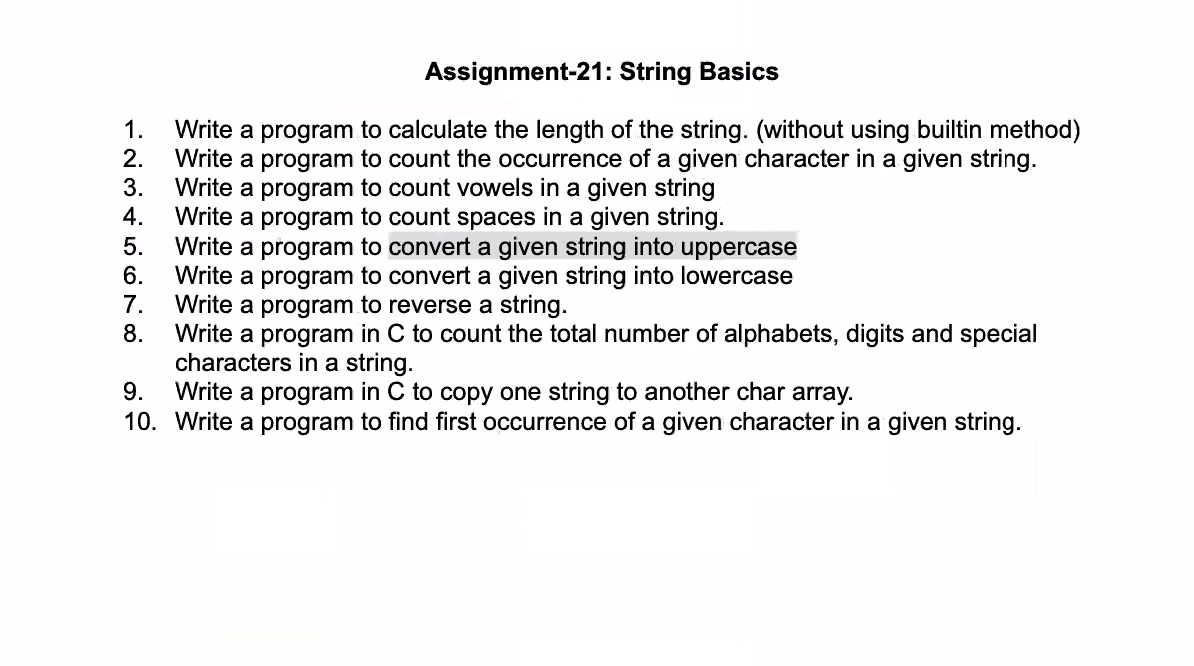 Assignment-21: String Basics
1. Write a program to calculate the length of the string. (without using builtin method)
2. Write a program to count the occurrence of a given character in a given string.
3. Write a program to count vowels in a given string
4. Write a program to count spaces in a given string.
5. Write a program to convert a given string into uppercase
6. Write a program to convert a given string into lowercase
7. Write a program to reverse a string.
8. Write a program in C to count the total number of alphabets, digits and special
characters in a string.
9. Write a program in C to copy one string to another char array.
10. Write a program to find first occurrence of a given character in a given string.